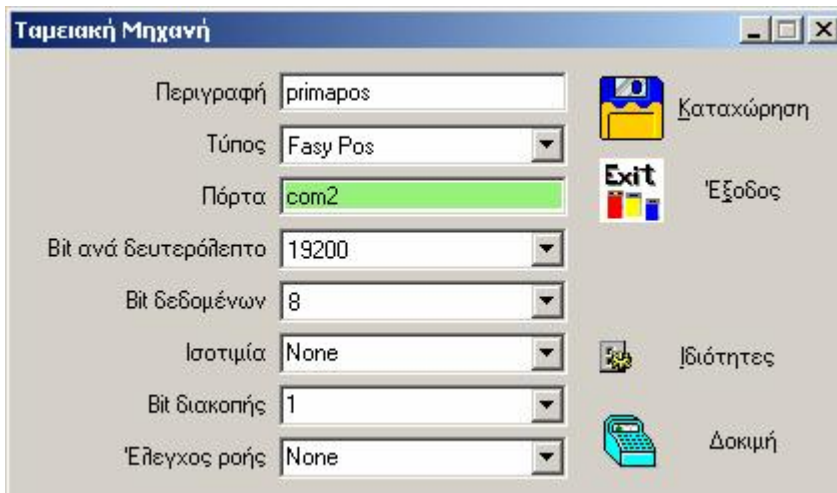 Ταμειακή Μηχανή
Περιγραφή primapos
Καταχώρηση
Τύπος Fasy Pos
Exit
Έξοδος
Πόρτα com2
Bit ανά δευτερόλεπτο 19200
Bit δεδομένων 8
Ισοτιμία None
Ιδιότητες
Bit διακοπής 1
Δοκιμή
Έλεγχος ροής None